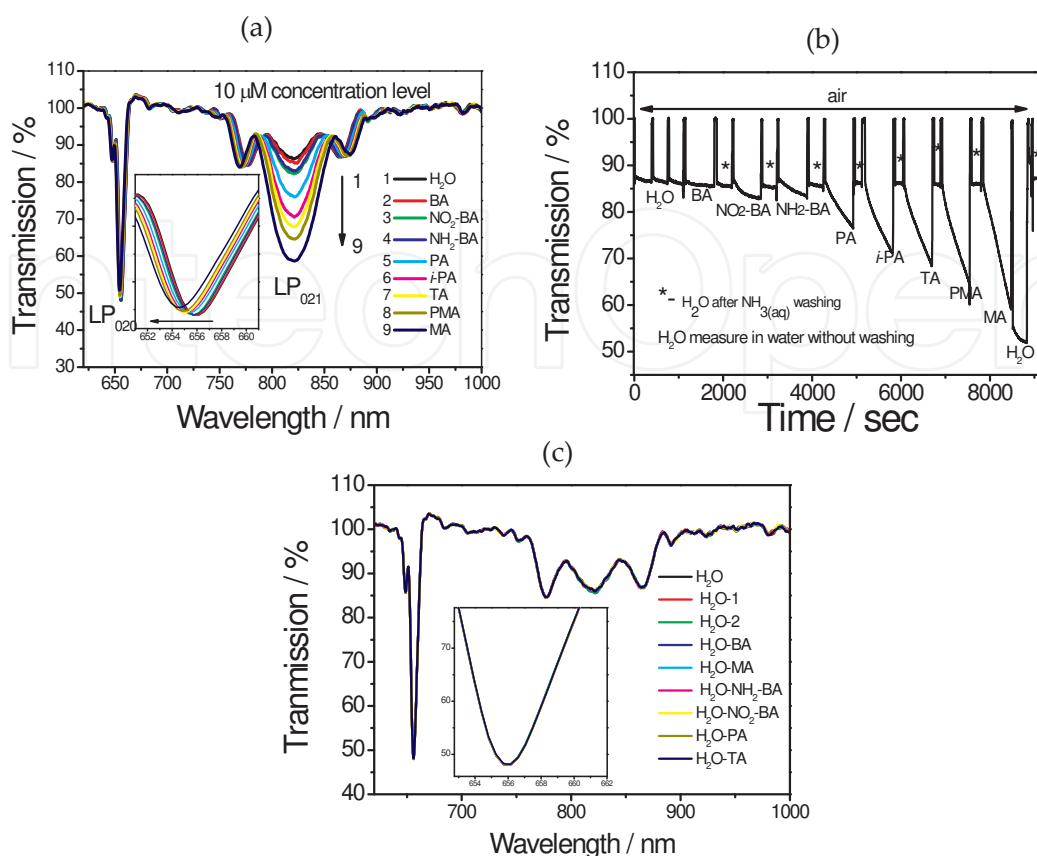 (a)
110
100
90
80
70
60
50
40
30
Tranmission / %
10 μM concentration level
1
9
1 H₂O
2 BA
3 NO₂-BA
4 NH₂-BA
5 PA
6 i-PA
7 TA
8 PMA
9 MA
LP₀₂₀
LP₀₂₁
652 654 656 658 660
650 700 750 800 850 900 950 1000
Wavelength / nm
(b)
110
100
90
80
70
60
50
Transmission / %
air
H₂O
BA
NO2-BA
NH2-BA
PA
i-PA
TA
PMA
MA
H₂O
* * * * * * * *
*- H₂O after NH₃(aq) washing
H₂O measure in water without washing
0 2000 4000 6000 8000
Time / sec
(c)
110
100
90
80
70
60
50
40
Tranmission / %
H₂O
H₂O-1
H₂O-2
H₂O-BA
H₂O-MA
H₂O-NH₂-BA
H₂O-NO₂-BA
H₂O-PA
H₂O-TA
70
60
50
654 656 658 660 662
700 800 900 1000
Wavelength / nm